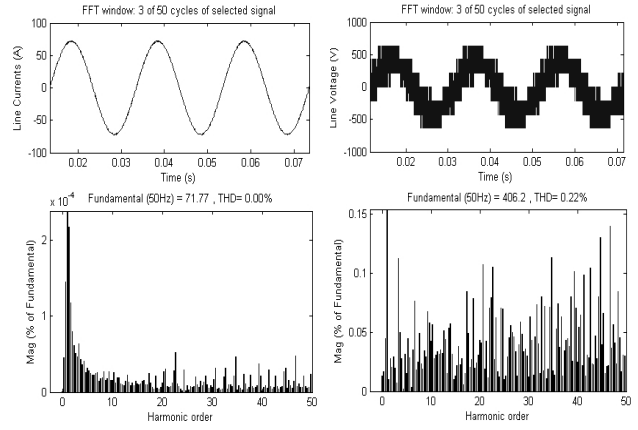 FFT window: 3 of 50 cycles of selected signal
100
50
0
-50
-100
Line Currents (A)
0.02 0.03 0.04 0.05 0.06 0.07
Time (s)
FFT window: 3 of 50 cycles of selected signal
1000
500
0
-500
-1000
Line Voltage (V)
0.02 0.03 0.04 0.05 0.06 0.07
Time (s)
x 10-4
Fundamental (50Hz) = 71.77 , THD= 0.00%
2
1
0
Mag (% of Fundamental)
0 10 20 30 40 50
Harmonic order
Fundamental (50Hz) = 406.2 , THD= 0.22%
0.15
0.1
0.05
0
Mag (% of Fundamental)
0 10 20 30 40 50
Harmonic order